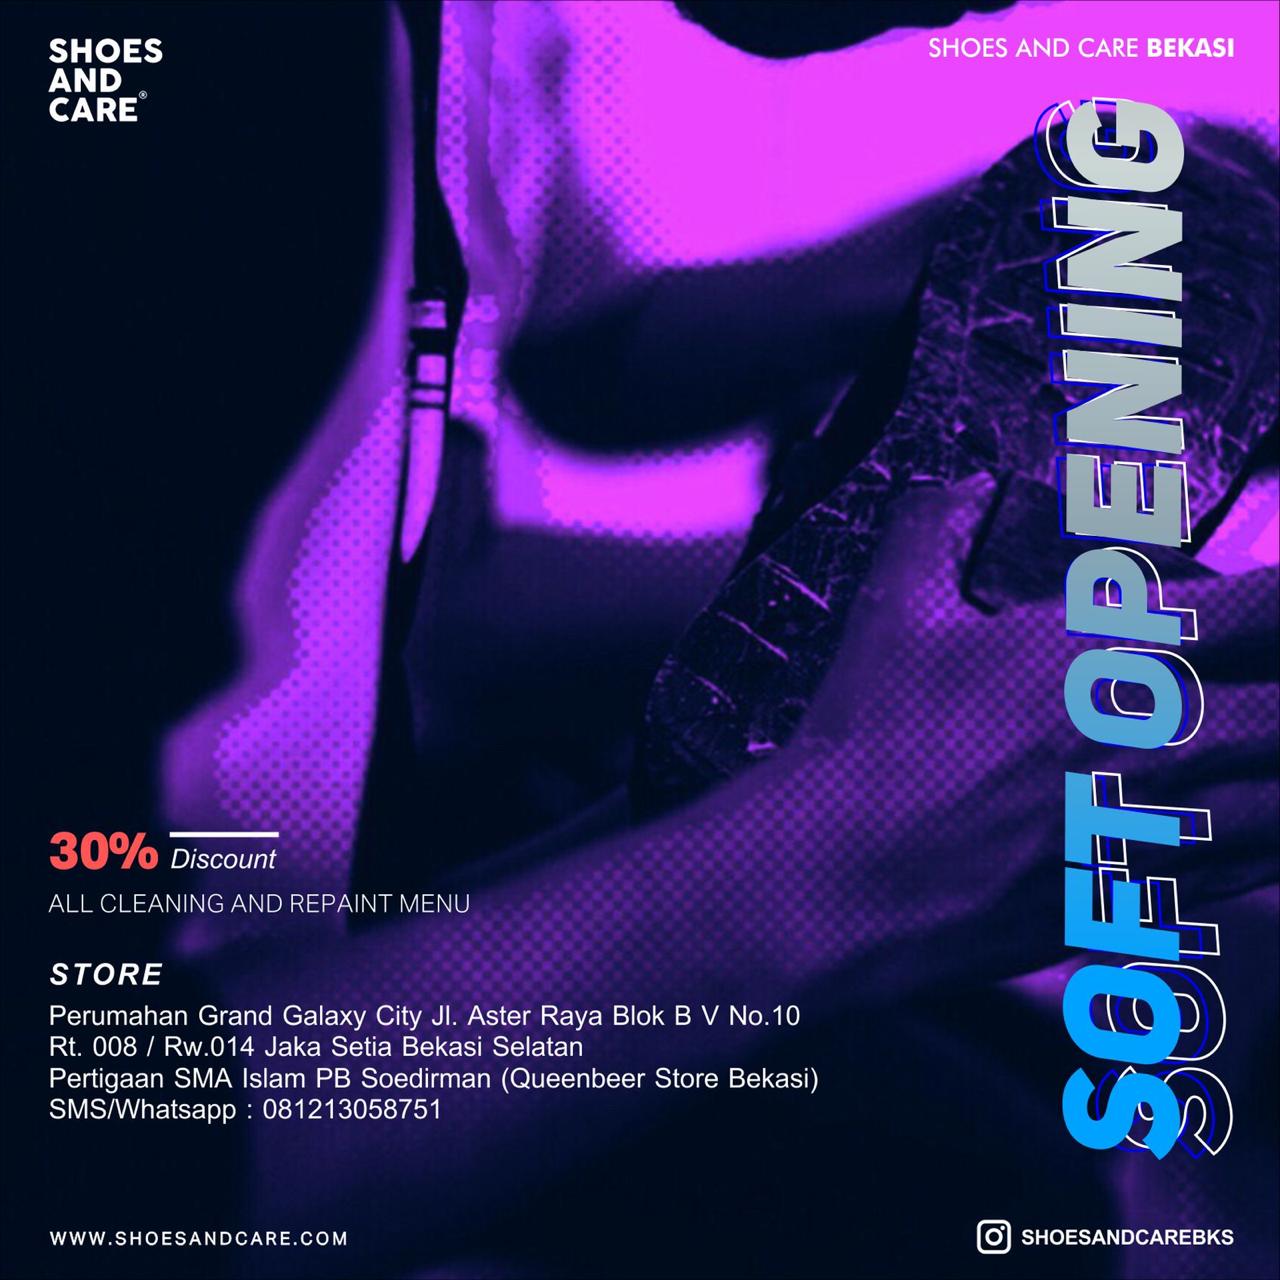 SHOES
AND
CARE®
SHOES AND CARE BEKASI
SOFT OPENING
30% Discount
ALL CLEANING AND REPAINT MENU
STORE
Perumahan Grand Galaxy City Jl. Aster Raya Blok B V No.10
Rt. 008 / Rw.014 Jaka Setia Bekasi Selatan
Pertigaan SMA Islam PB Soedirman (Queenbeer Store Bekasi)
SMS/Whatsapp : 081213058751
WWW.SHOESANDCARE.COM
SHOESANDCAREBKS